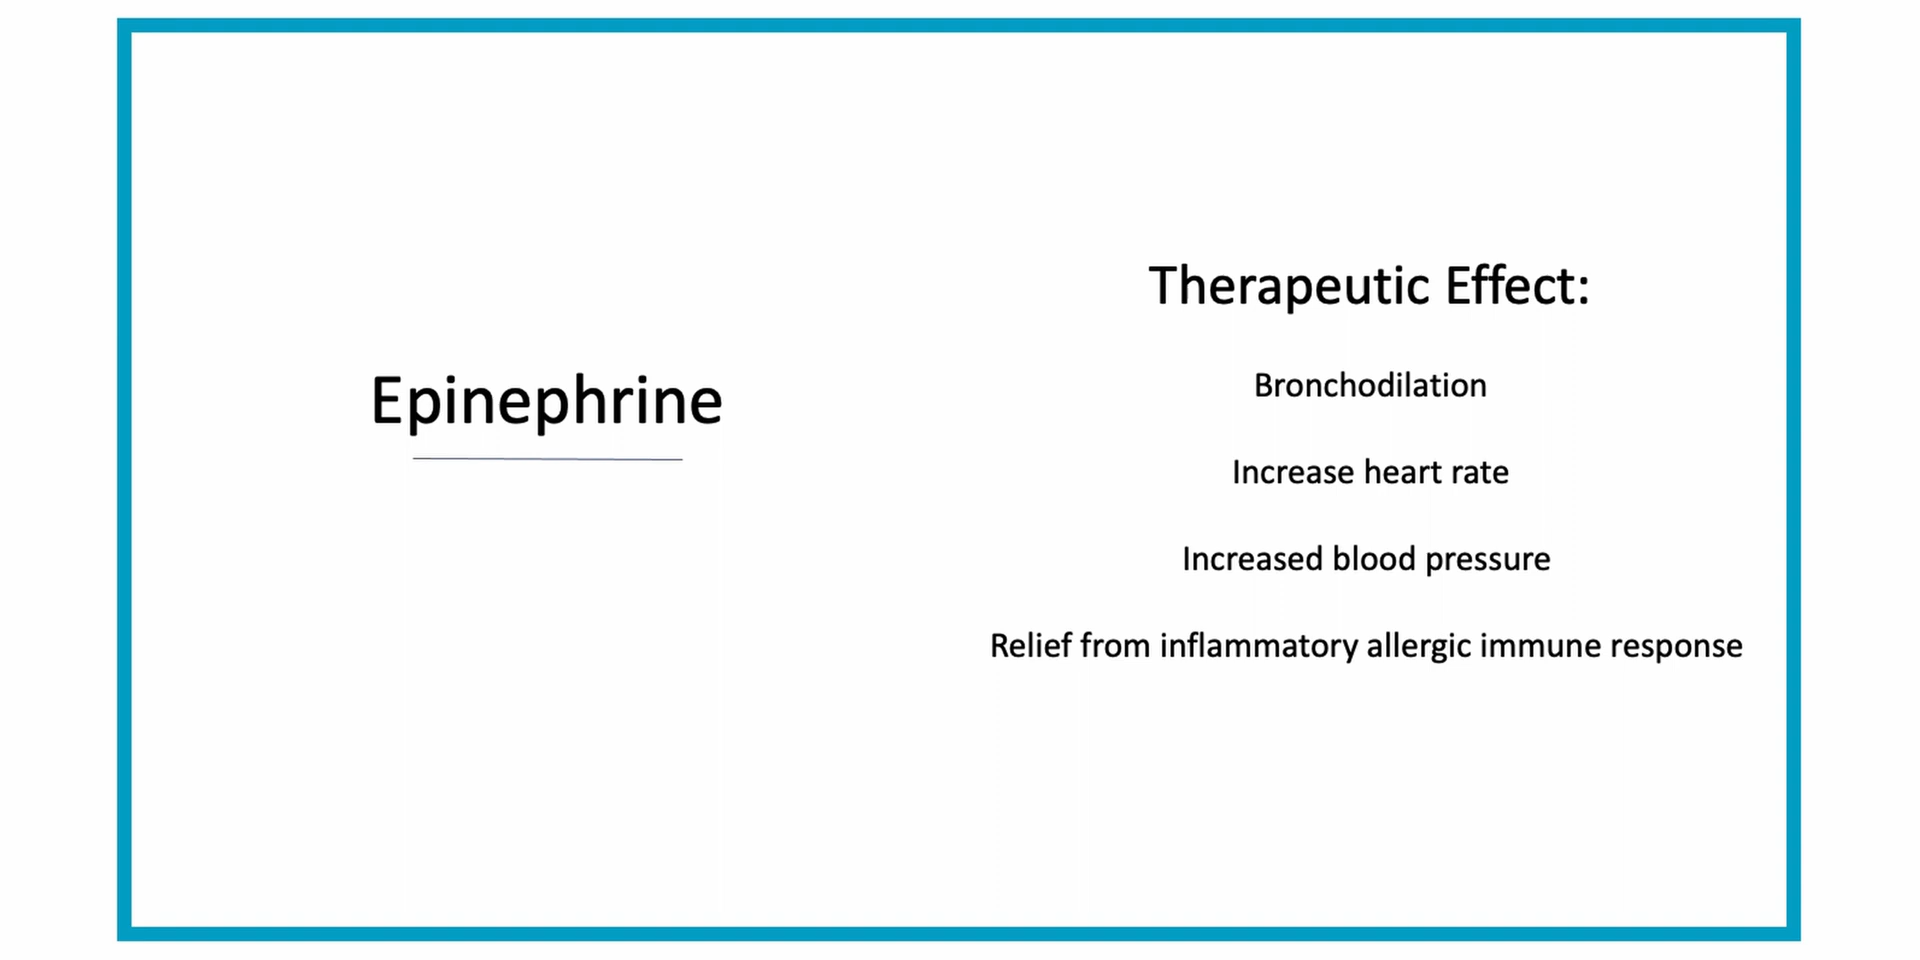 Epinephrine
Therapeutic Effect:
Bronchodilation
Increase heart rate
Increased blood pressure
Relief from inflammatory allergic immune response